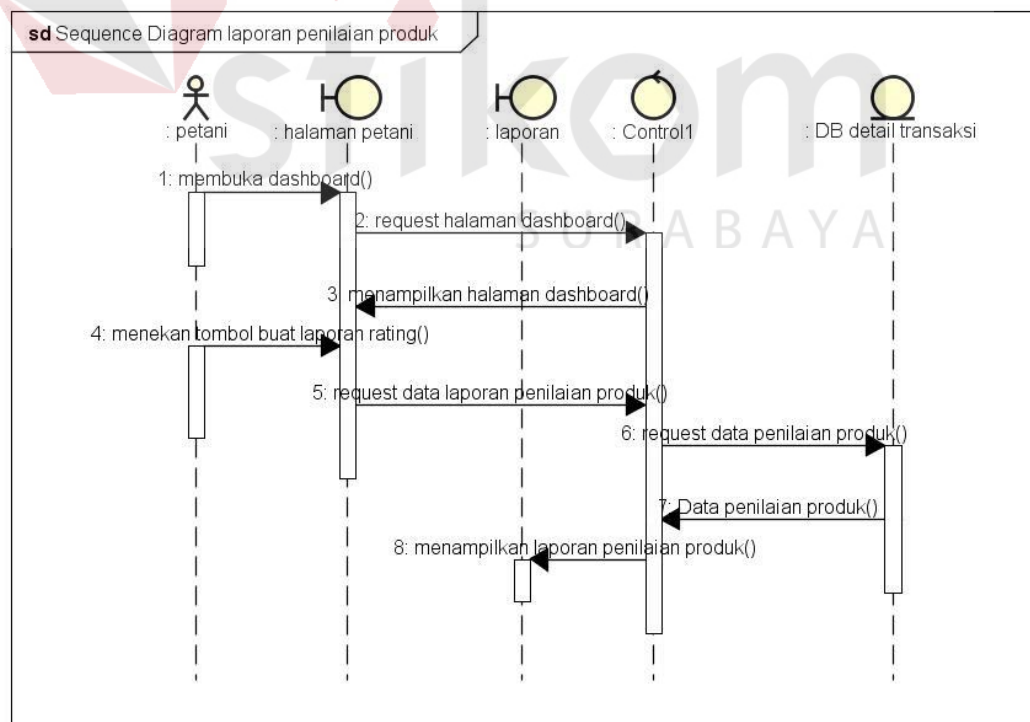 sd Sequence Diagram laporan penilaian produk
stikom
SURABAYA
: petani
: halaman petani
: laporan
: Control1
: DB detail transaksi
1: membuka dashboard()
2: request halaman dashboard()
3: menampilkan halaman dashboard()
4: menekan tombol buat laporan rating()
5: request data laporan penilaian produk()
6: request data penilaian produk()
7: Data penilaian produk()
8: menampilkan laporan penilaian produk()